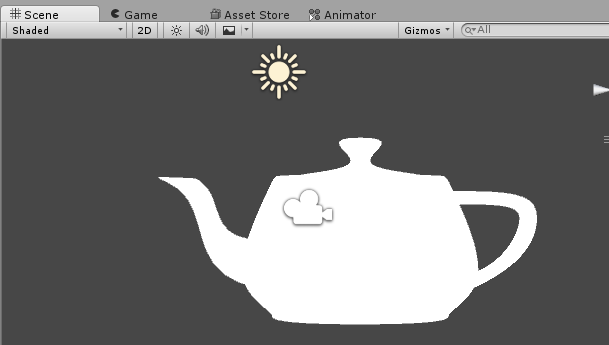 Scene Game Asset Store Animator
Shaded 2D Gizmos All